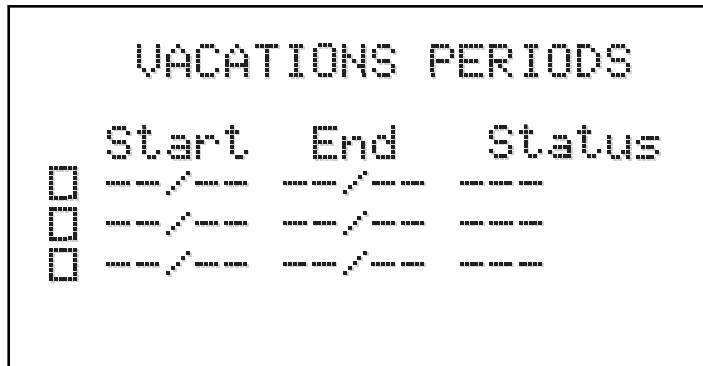 VACATIONS PERIODS
Start End Status
□ --/-- --/-- ---
□ --/-- --/-- ---
□ --/-- --/-- ---